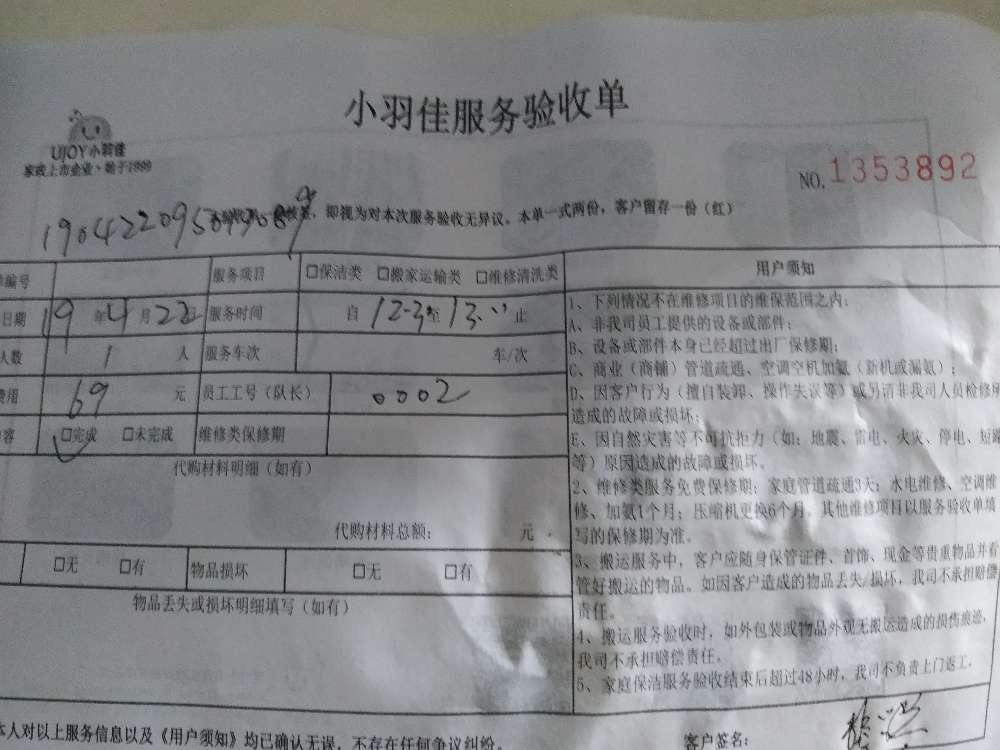 小羽佳服务验收单
UJOY小羽佳
家政上市企业·始于1999
NO.1353892
即视为对本次服务验收无异议。本单一式两份，客户留存一份（红）
编号 服务项目 □保洁类 □搬家运输类 □维修清洗类
日期 19年4月22日 服务时间 自12-30至13.00止
人数 1人 服务车次 车/次
费用 69元 员工工号（队长） 0002
□完成 □未完成 维修类保修期
代购材料明细（如有）
代购材料总额： 元
□无 □有 物品损坏 □无 □有
物品丢失或损坏明细填写（如有）
用户须知
1、下列情况不在维修项目的维保范围之内：
A、非我司员工提供的设备或部件；
B、设备或部件本身已经超过出厂保修期；
C、商业（商铺）管道疏通、空调空机加氨（新机或漏氨）；
D、因客户行为（擅自装卸、操作失误等）或另请非我司人员检修
造成的故障或损坏；
E、因自然灾害等不可抗拒力（如：地震、雷电、火灾、停电、短
等）原因造成的故障或损坏。
2、维修类服务免费保修期：家庭管道疏通3天；水电维修、空调维
修、加氨1个月；压缩机更换6个月。其他维修项目以服务验收单填
写的保修期为准。
3、搬运服务中，客户应随身保管证件、首饰、现金等贵重物品并看
管好搬运的物品。如因客户造成的物品丢失/损坏，我司不承担赔偿
责任。
4、搬运服务验收时，如外包装或物品外观无搬运造成的损伤痕迹，
我司不承担赔偿责任。
5、家庭保洁服务验收结束后超过48小时，我司不负责上门返工。
本人对以上服务信息以及《用户须知》均已确认无误，不存在任何争议纠纷。
客户签名：